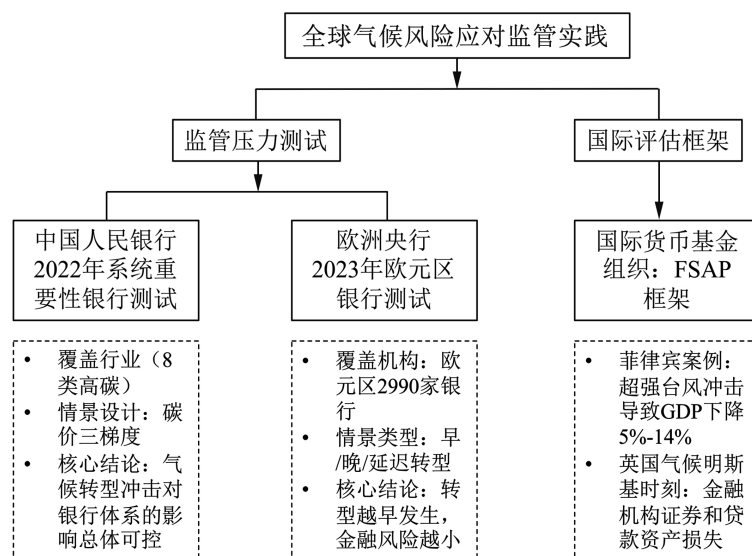 全球气候风险应对监管实践
监管压力测试
国际评估框架
中国人民银行
2022年系统重
要性银行测试
欧洲央行
2023年欧元区
银行测试
国际货币基金
组织：FSAP
框架
• 覆盖行业（8
类高碳）
• 情景设计：碳
价三梯度
• 核心结论：气
候转型冲击对
银行体系的影
响总体可控
• 覆盖机构：欧
元区2990家银
行
• 情景类型：早
/晚/延迟转型
• 核心结论：转
型越早发生，
金融风险越小
• 菲律宾案例：
超强台风冲击
导致GDP下降
5%-14%
• 英国气候明斯
基时刻：金融
机构证券和贷
款资产损失